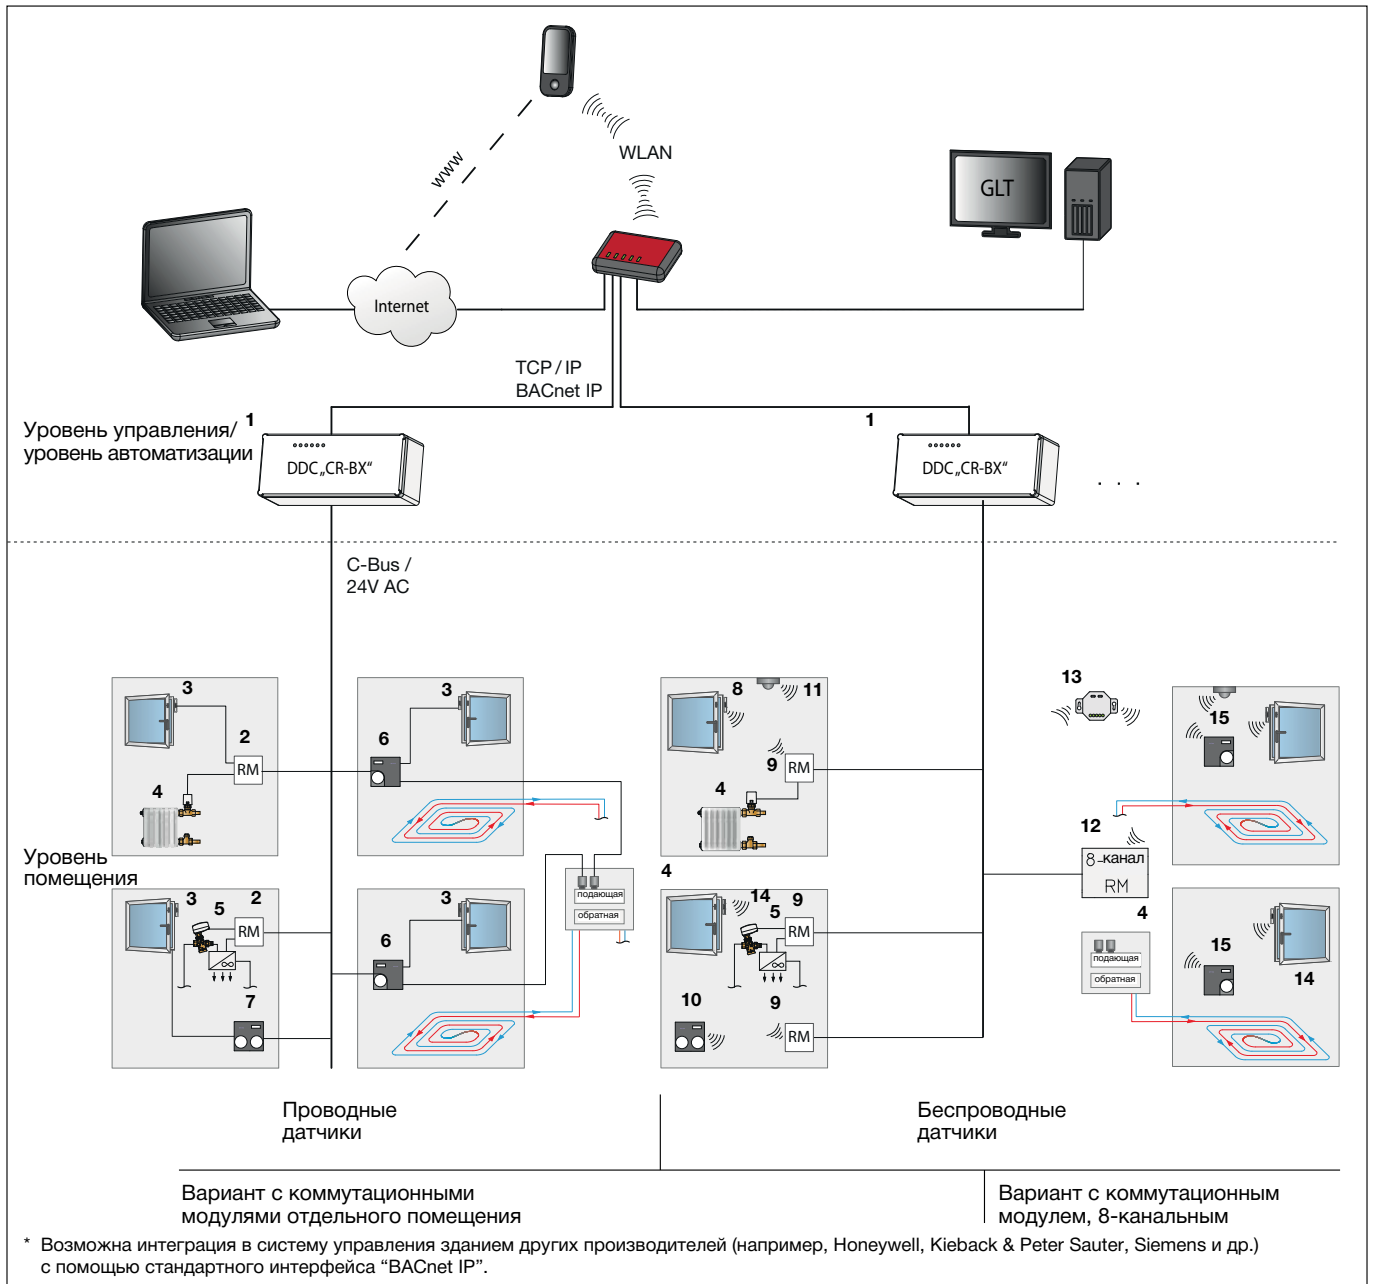 WLAN
www
GLT
Internet
TCP / IP
BACnet IP
Уровень управления/
уровень автоматизации
1
DDC „CR-BX“
1
DDC „CR-BX“
. . .
C-Bus /
24V AC
Уровень
помещения
3
2
RM
4
3
6
8
11
9
RM
4
13
15
12
8-канал
RM
3
5
2
RM
7
3
6
4
подающая
обратная
14
5
9
RM
10
9
RM
4
подающая
обратная
15
14
Проводные
датчики
Беспроводные
датчики
Вариант с коммутационными
модулями отдельного помещения
Вариант с коммутационным
модулем, 8-канальным
* Возможна интеграция в систему управления зданием других производителей (например, Honeywell, Kieback & Peter Sauter, Siemens и др.)
с помощью стандартного интерфейса “BACnet IP”.